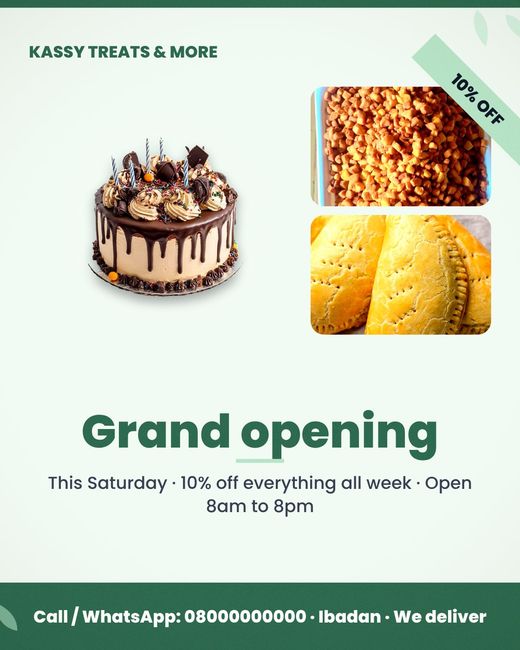 KASSY TREATS & MORE
10% OFF
Grand opening
This Saturday · 10% off everything all week · Open
8am to 8pm
Call / WhatsApp: 08000000000 · Ibadan · We deliver